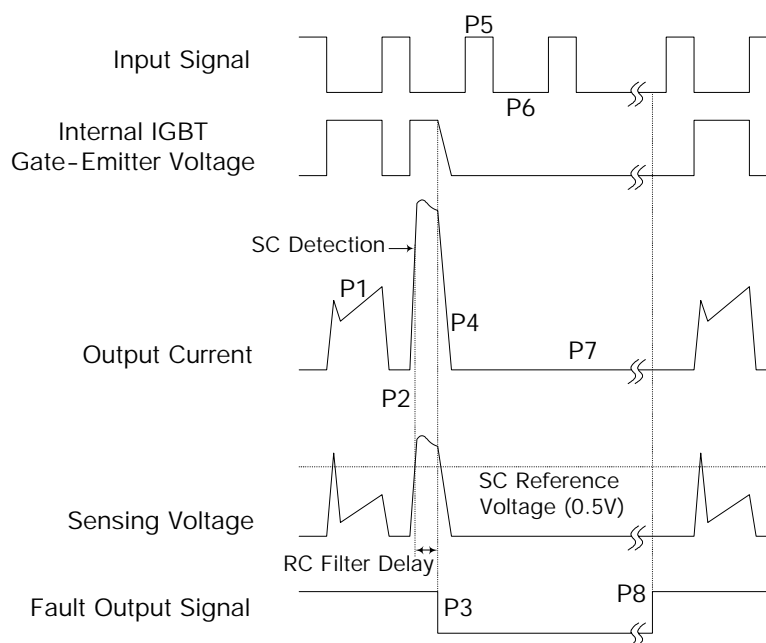 P5
Input Signal
P6
Internal IGBT
Gate-Emitter Voltage
SC Detection
P1
P4
Output Current
P7
P2
SC Reference
Voltage (0.5V)
Sensing Voltage
RC Filter Delay
Fault Output Signal
P3
P8